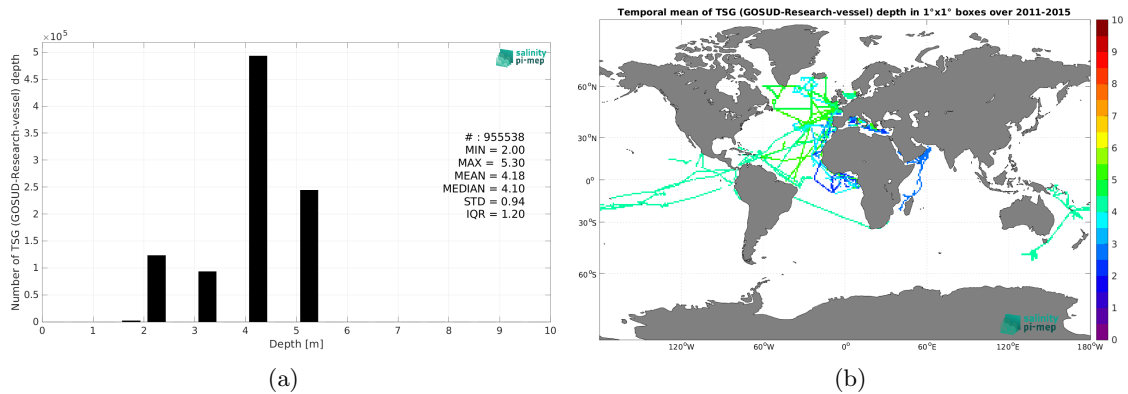 Number of TSG (GOSUD-Research-vessel) depth
×10⁵
5
4.5
4
3.5
3
2.5
2
1.5
1
0.5
0
salinity
pi-mep
# : 955538
MIN = 2.00
MAX = 5.30
MEAN = 4.18
MEDIAN = 4.10
STD = 0.94
IQR = 1.20
0 1 2 3 4 5 6 7 8 9 10
Depth [m]
(a)
Temporal mean of TSG (GOSUD-Research-vessel) depth in 1°x1° boxes over 2011-2015
60°N
30°N
0°
30°S
60°S
120°W 60°W 0° 60°E 120°E 180°W
salinity
pi-mep
10
9
8
7
6
5
4
3
2
1
0
(b)